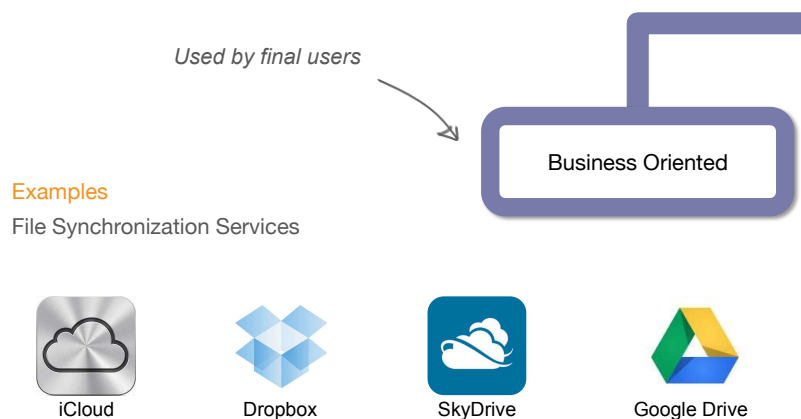 Used by final users
Business Oriented
Examples
File Synchronization Services
iCloud
Dropbox
SkyDrive
Google Drive